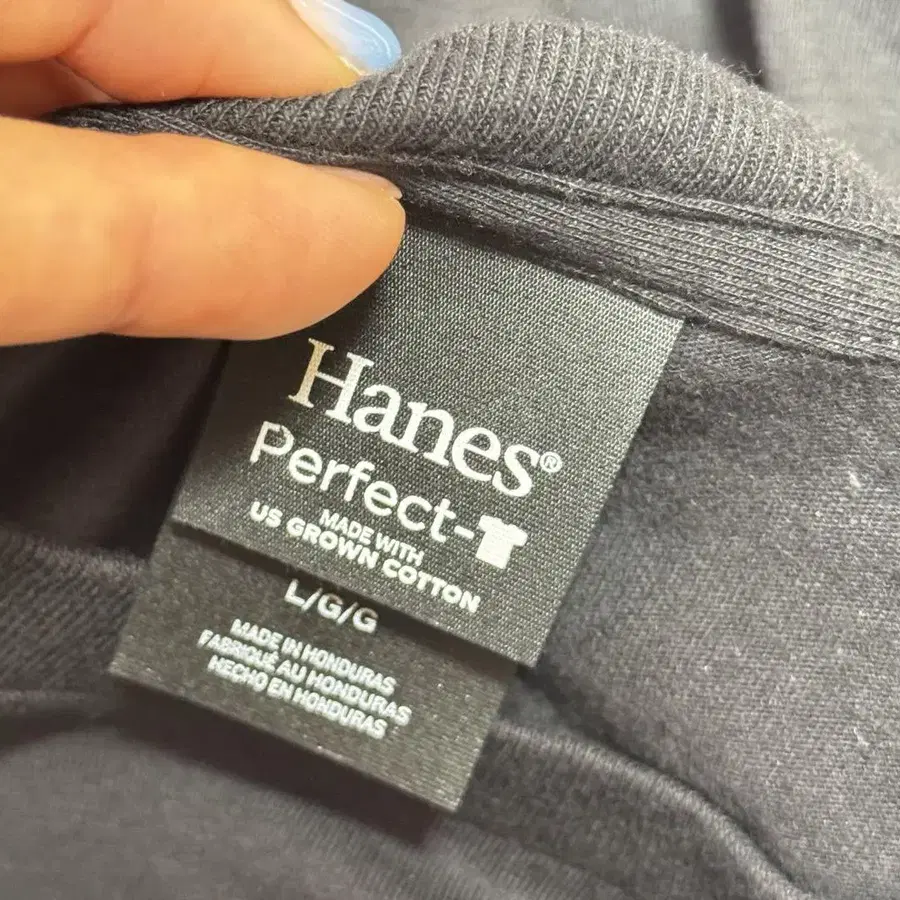 Hanes®
Perfect-
MADE WITH
US GROWN COTTON
L/G/G
MADE IN HONDURAS
FABRIQUÉ AU HONDURAS
HECHO EN HONDURAS